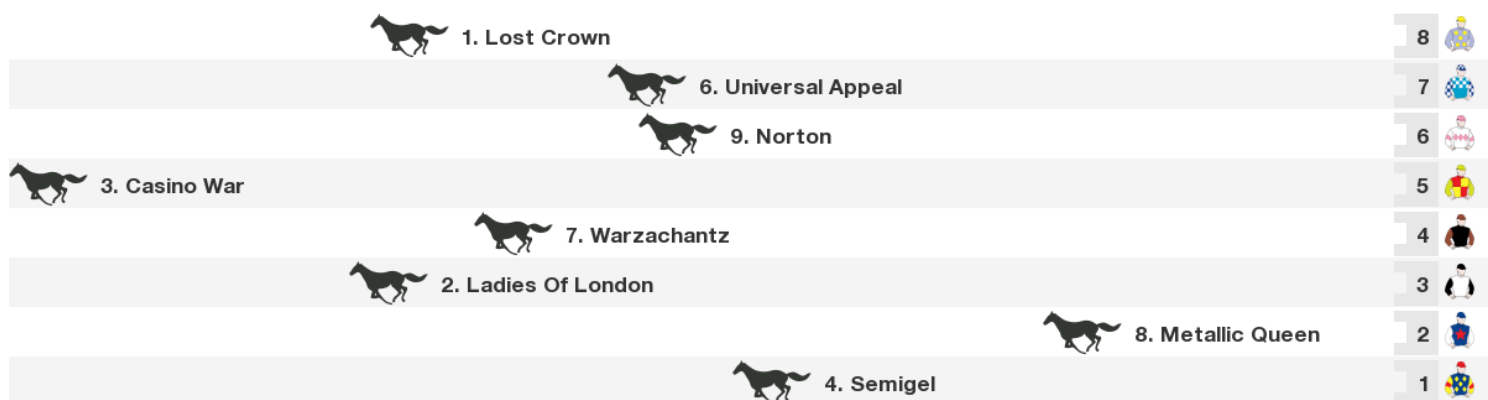 1. Lost Crown 8
6. Universal Appeal 7
9. Norton 6
3. Casino War 5
7. Warzachantz 4
2. Ladies Of London 3
8. Metallic Queen 2
4. Semigel 1